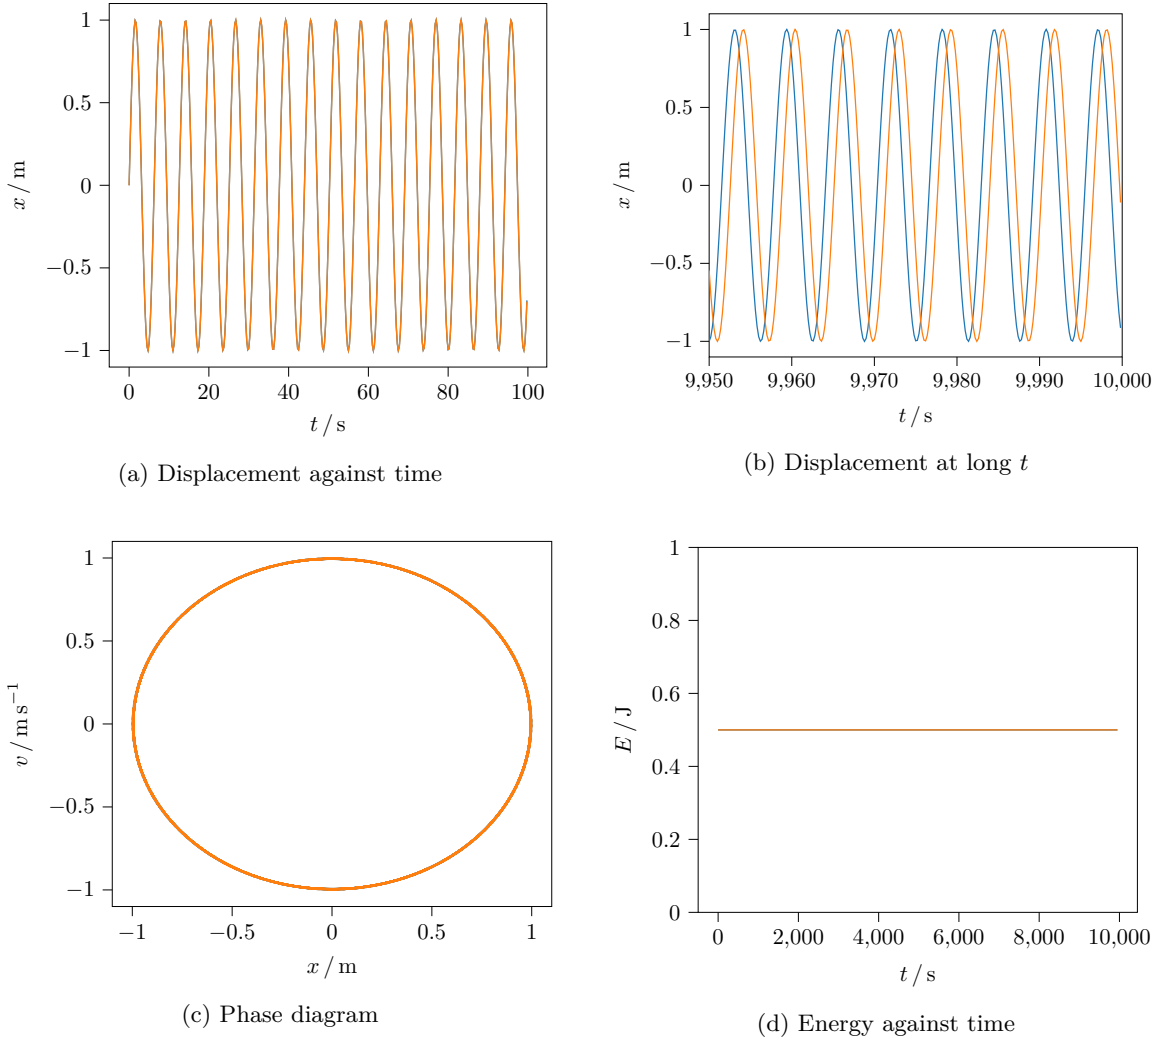 1
0.5
0
−0.5
−1
x / m
0 20 40 60 80 100
t / s
(a) Displacement against time
1
0.5
0
−0.5
−1
x / m
9,950 9,960 9,970 9,980 9,990 10,000
t / s
(b) Displacement at long t
1
0.5
0
−0.5
−1
v / m s⁻¹
−1 −0.5 0 0.5 1
x / m
(c) Phase diagram
1
0.8
0.6
0.4
0.2
0
E / J
0 2,000 4,000 6,000 8,000 10,000
t / s
(d) Energy against time